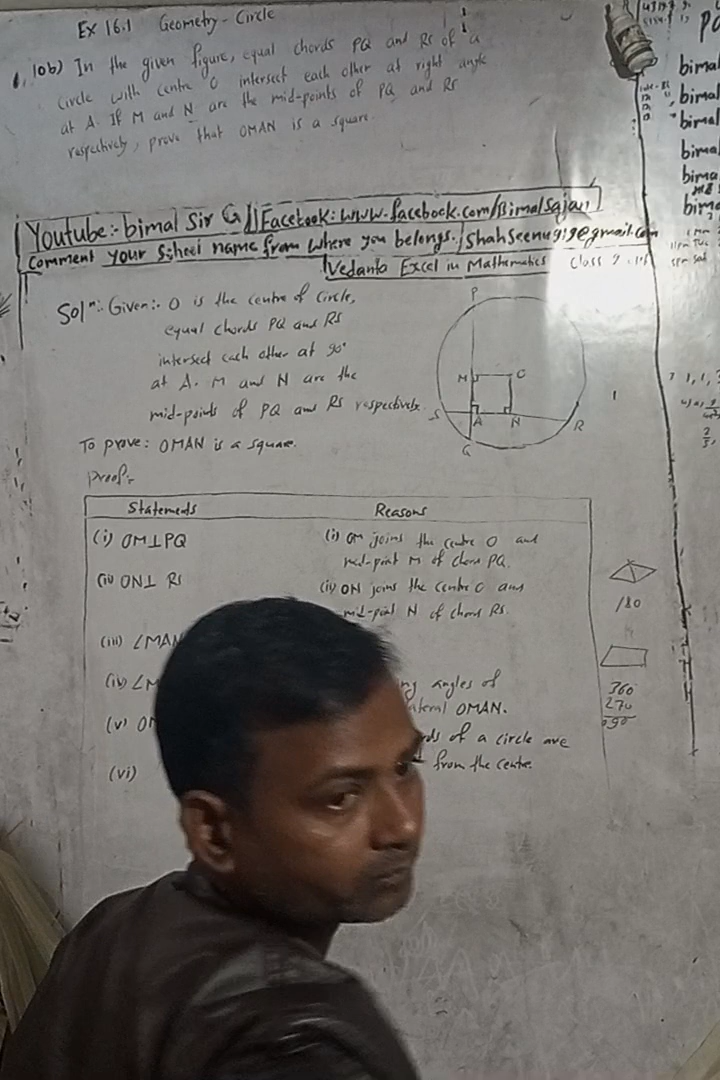 Ex 16.1 Geometry - Circle
10b) In the given figure, equal chords PQ and RS of a
circle with centre O intersect each other at right angle
at A. If M and N are the mid-points of PQ and RS
respectively, prove that OMAN is a square.
Youtube:- bimal Sir G || Facebook: www.facebook.com/
comment your School name from where you belongs.
Vedanta Excel in Mathematics Class 9
Solⁿ:- Given:- O is the centre of circle,
equal chords PQ and RS
intersect each other at 90°
at A. M and N are the
mid-points of PQ and RS respectively.
P
M
O
S
A
N
R
Q
To prove: OMAN is a square.
Proof:-
Statements Reasons
(i) OM⊥PQ (i) OM joins the centre O and
mid-point M of chord PQ.
(ii) ON⊥ RS (ii) ON joins the centre O and
mid-point N of chord RS.
180
(iii) ∠MAN
(iv) angles of
OMAN.
360
270
90
(v) of a circle are
from the centre
(vi)
bimal
bimal
bimal
bimal